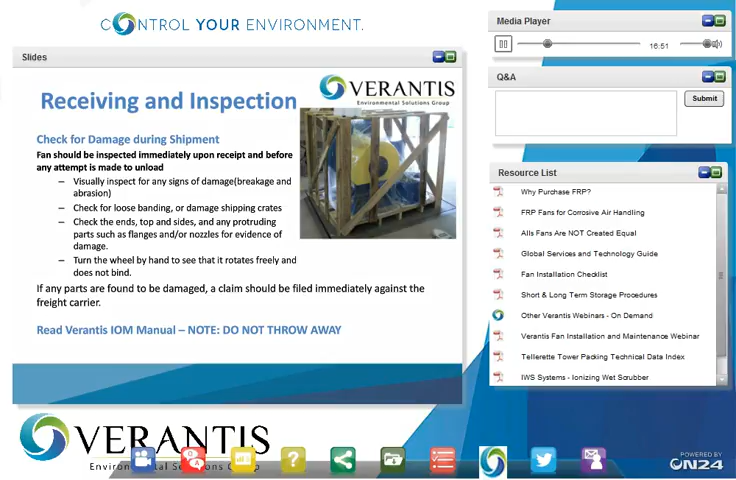 CONTROL YOUR ENVIRONMENT.
Slides
VERANTIS
Environmental Solutions Group
Receiving and Inspection
Check for Damage during Shipment
Fan should be inspected immediately upon receipt and before
any attempt is made to unload
– Visually inspect for any signs of damage(breakage and
abrasion)
– Check for loose banding, or damage shipping crates
– Check the ends, top and sides, and any protruding
parts such as flanges and/or nozzles for evidence of
damage.
– Turn the wheel by hand to see that it rotates freely and
does not bind.
If any parts are found to be damaged, a claim should be filed immediately against the
freight carrier.
Read Verantis IOM Manual – NOTE: DO NOT THROW AWAY
VERANTIS
Environmental Solutions Group
Media Player
16:51
Q&A
Submit
Resource List
Why Purchase FRP?
FRP Fans for Corrosive Air Handling
Alls Fans ARE NOT Created Equal
Global Services and Technology Guide
Fan Installation Checklist
Short & Long Term Storage Procedures
Other Verantis Webinars - On Demand
Verantis Fan Installation and Maintenance Webinar
Tellerette Tower Packing Technical Data Index
IWS Systems - Ionizing Wet Scrubber
Q
A
?
POWERED BY
ON24